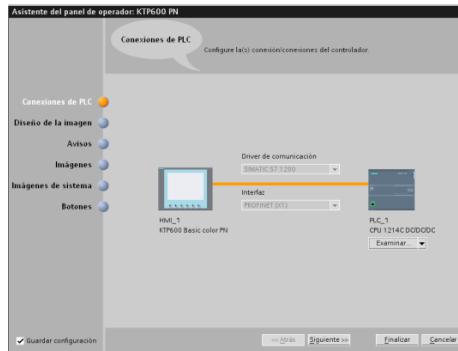 Asistente del panel de operador: KTP600 PN
Conexiones de PLC
Configure la(s) conexión/conexiones del controlador.
Conexiones de PLC
Diseño de la imagen
Avisos
Imágenes
Imágenes de sistema
Botones
Driver de comunicación
SIMATIC S7 1200
Interfaz
PROFINET (X1)
HMI_1
KTP600 Basic color PN
PLC_1
CPU 1214C DC/DC/DC
Examinar...
Guardar configuración
<< Atrás
Siguiente >>
Finalizar
Cancelar